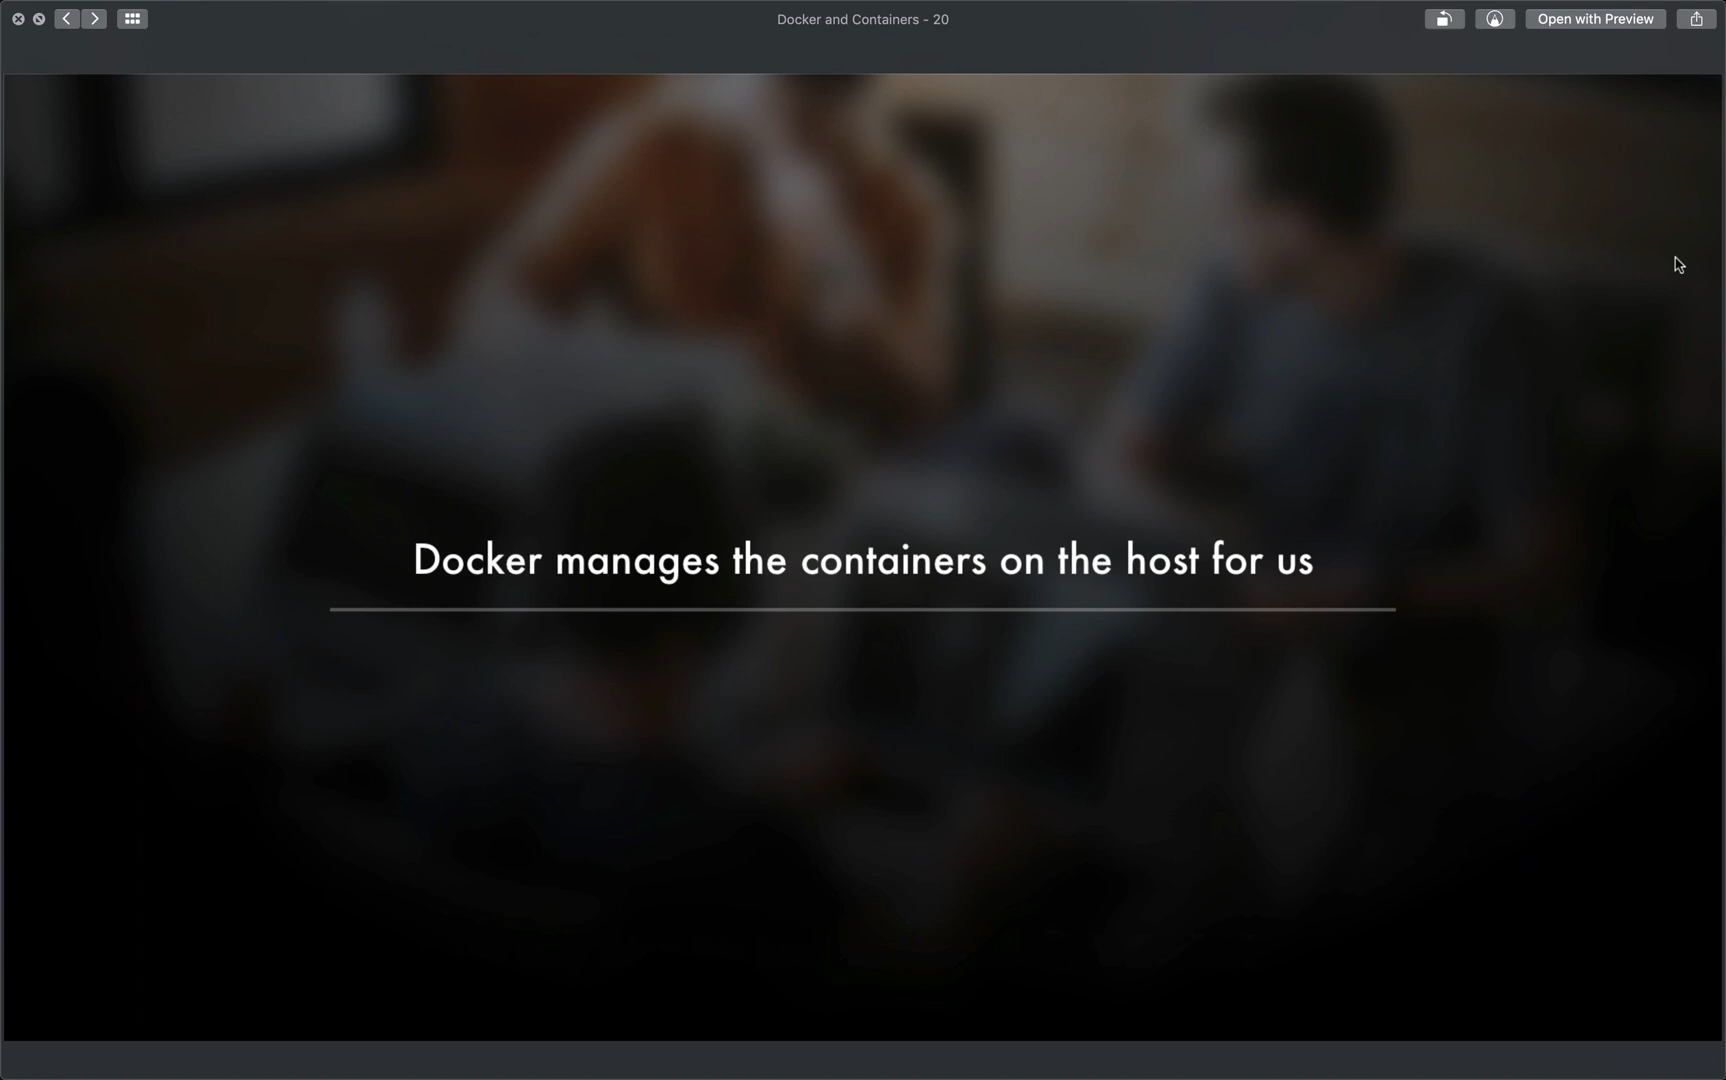 Docker and Containers - 20
Open with Preview
Docker manages the containers on the host for us